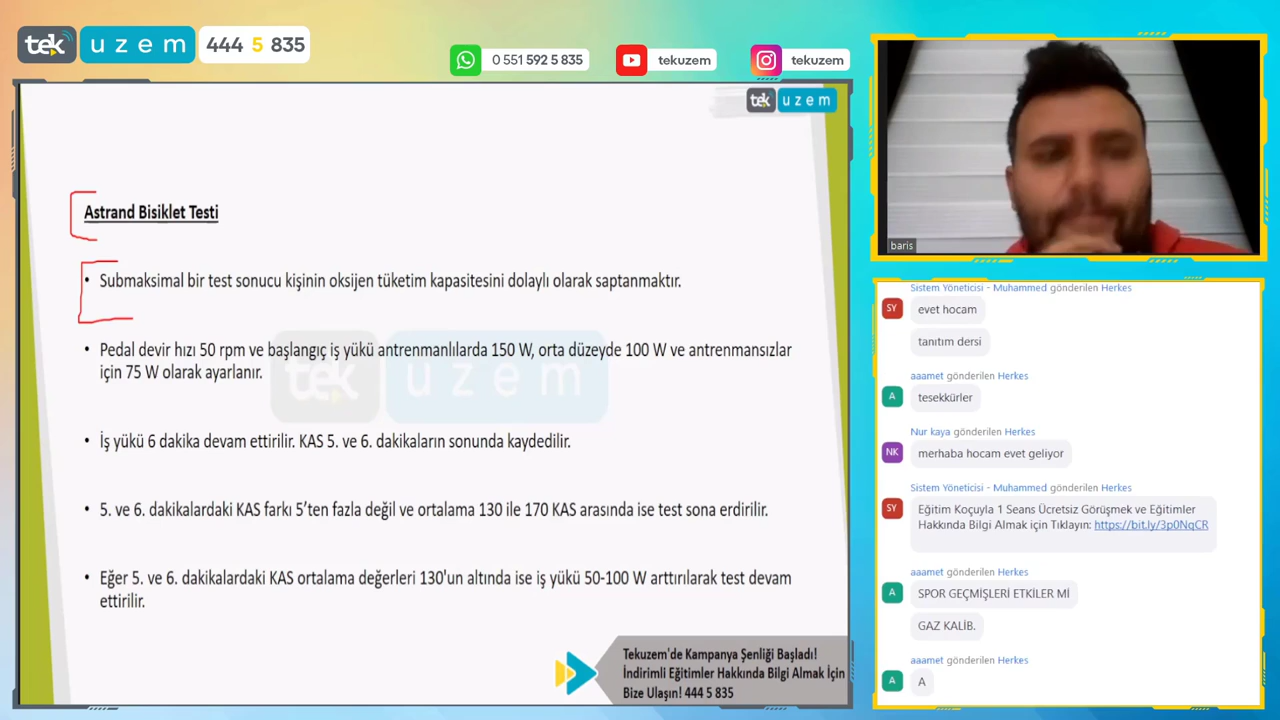 tek uzem 444 5 835
0 551 592 5 835
tekuzem
tekuzem
tek uzem
Astrand Bisiklet Testi
• Submaksimal bir test sonucu kişinin oksijen tüketim kapasitesini dolaylı olarak saptanmaktır.
• Pedal devir hızı 50 rpm ve başlangıç iş yükü antrenmanlılarda 150 W, orta düzeyde 100 W ve antrenmansızlar
için 75 W olarak ayarlanır.
tek uzem
• İş yükü 6 dakika devam ettirilir. KAS 5. ve 6. dakikaların sonunda kaydedilir.
• 5. ve 6. dakikalardaki KAS farkı 5'ten fazla değil ve ortalama 130 ile 170 KAS arasında ise test sona erdirilir.
• Eğer 5. ve 6. dakikalardaki KAS ortalama değerleri 130'un altında ise iş yükü 50-100 W arttırılarak test devam
ettirilir.
Tekuzem'de Kampanya Şenliği Başladı!
İndirimli Eğitimler Hakkında Bilgi Almak İçin
Bize Ulaşın! 444 5 835
baris
Sistem Yöneticisi - Muhammed gönderilen Herkes
SY
evet hocam
tanıtım dersi
aaamet gönderilen Herkes
A
tesekkürler
Nur kaya gönderilen Herkes
NK
merhaba hocam evet geliyor
Sistem Yöneticisi - Muhammed gönderilen Herkes
SY
Eğitim Koçuyla 1 Seans Ücretsiz Görüşmek ve Eğitimler
Hakkında Bilgi Almak için Tıklayın: https://bit.ly/3p0NqCR
aaamet gönderilen Herkes
A
SPOR GEÇMİŞLERİ ETKİLER Mİ
GAZ KALİB.
aaamet gönderilen Herkes
A
A